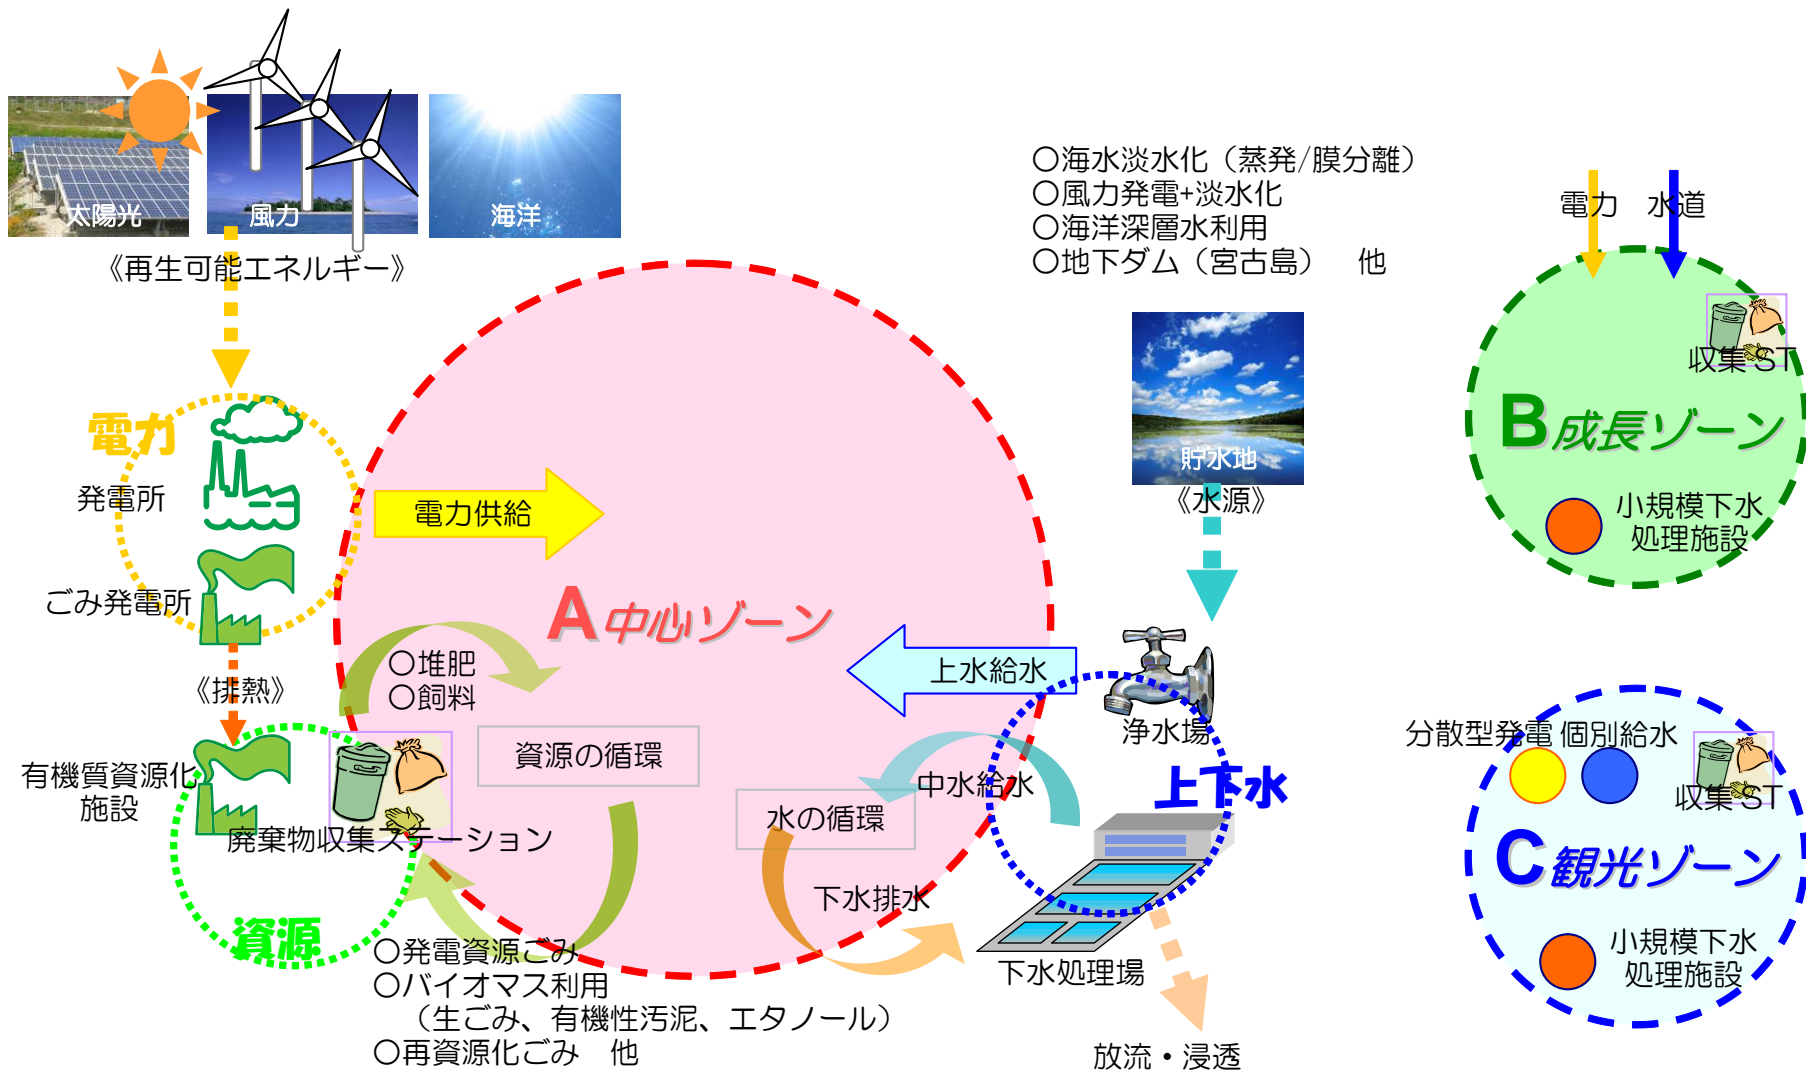 太陽光
風力
海洋
《再生可能エネルギー》
電力
発電所
ごみ発電所
《排熱》
有機質資源化
施設
廃棄物収集ステーション
資源
電力供給
A中心ゾーン
○堆肥
○飼料
資源の循環
○発電資源ごみ
○バイオマス利用
（生ごみ、有機性汚泥、エタノール）
○再資源化ごみ　他
○海水淡水化（蒸発/膜分離）
○風力発電+淡水化
○海洋深層水利用
○地下ダム（宮古島）　他
貯水地
《水源》
上水給水
浄水場
中水給水
上下水
水の循環
下水排水
下水処理場
放流・浸透
電力　水道
収集 ST
B成長ゾーン
小規模下水
処理施設
分散型発電 個別給水
収集 ST
C観光ゾーン
小規模下水
処理施設